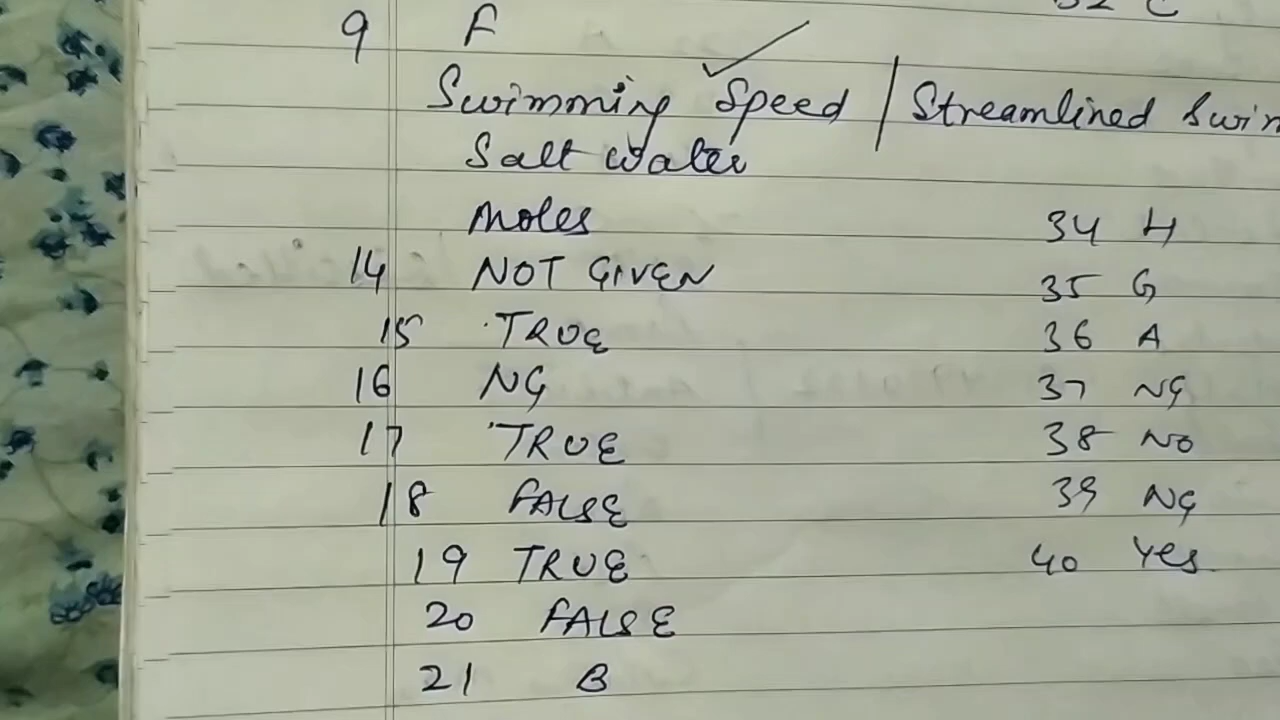 9 F
Swimming Speed / Streamlined
Salt Water
Moles
34 H
14 NOT GIVEN
35 G
15 TRUE
36 A
16 NG
37 NG
17 TRUE
38 NO
18 FALSE
39 NG
19 TRUE
40 Yes
20 FALSE
21 B